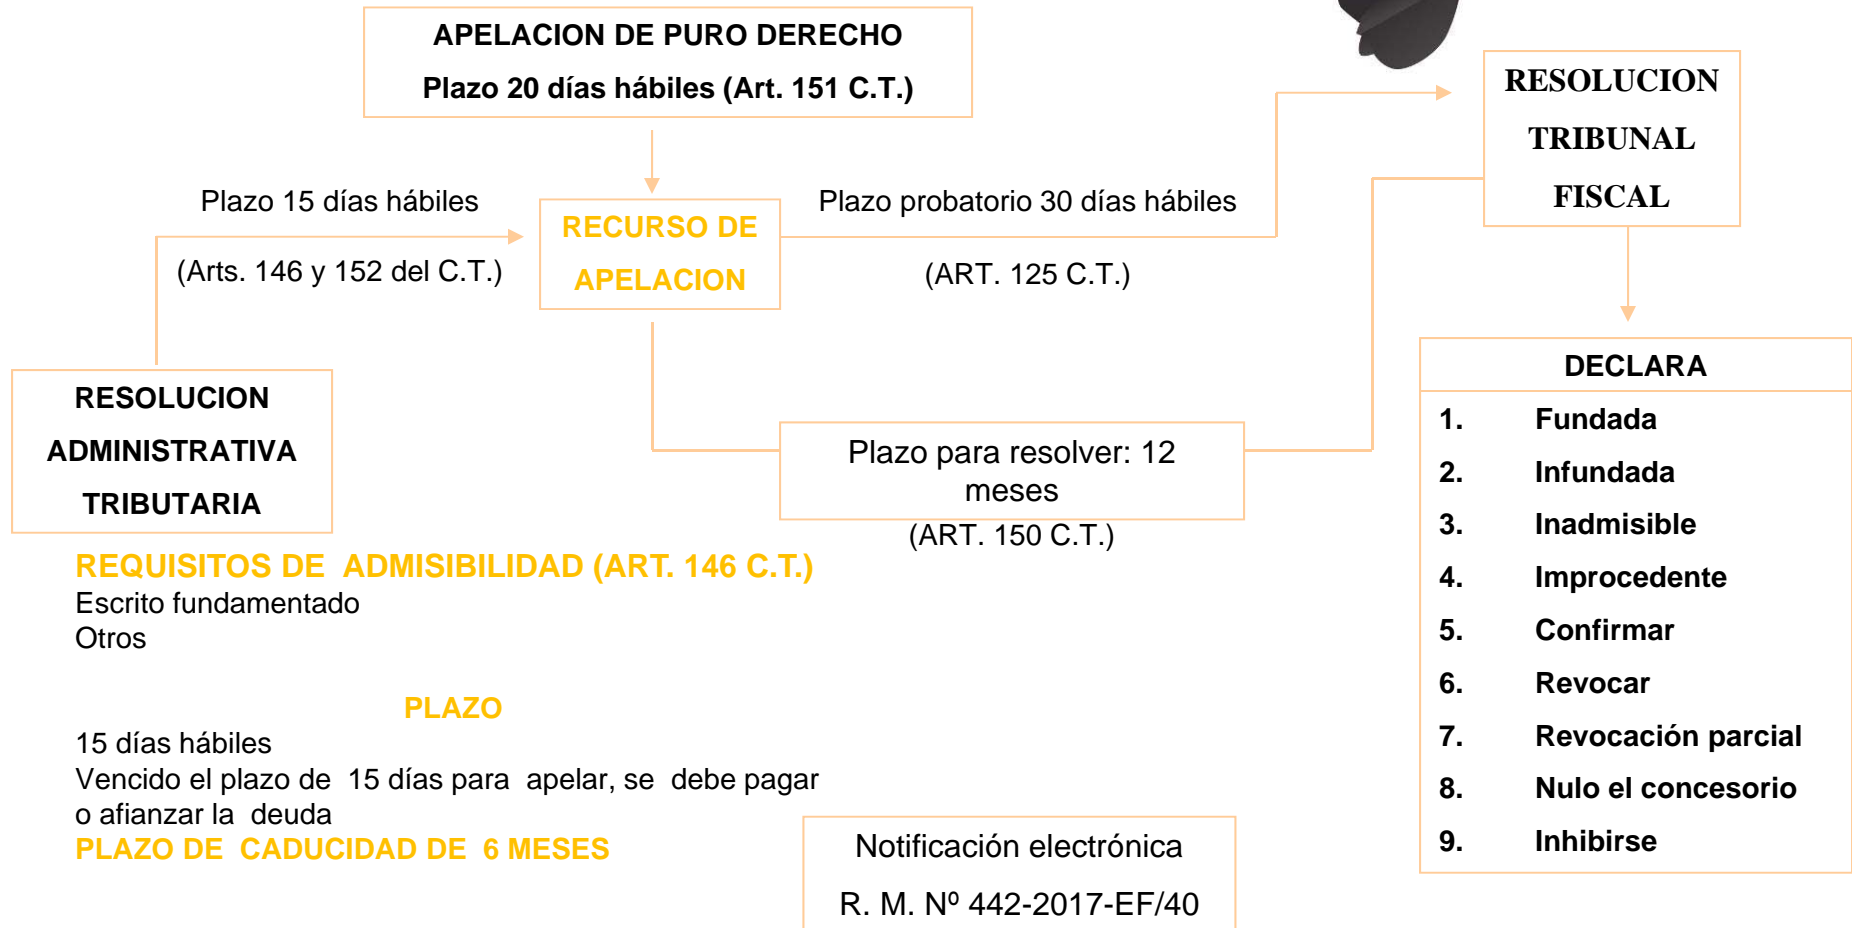 APELACION DE PURO DERECHO
Plazo 20 días hábiles (Art. 151 C.T.)
RESOLUCION
TRIBUNAL
FISCAL
Plazo 15 días hábiles
(Arts. 146 y 152 del C.T.)
RECURSO DE
APELACION
Plazo probatorio 30 días hábiles
(ART. 125 C.T.)
RESOLUCION
ADMINISTRATIVA
TRIBUTARIA
Plazo para resolver: 12
meses
(ART. 150 C.T.)
DECLARA
1. Fundada
2. Infundada
3. Inadmisible
4. Improcedente
5. Confirmar
6. Revocar
7. Revocación parcial
8. Nulo el concesorio
9. Inhibirse
REQUISITOS DE ADMISIBILIDAD (ART. 146 C.T.)
Escrito fundamentado
Otros
PLAZO
15 días hábiles
Vencido el plazo de 15 días para apelar, se debe pagar
o afianzar la deuda
PLAZO DE CADUCIDAD DE 6 MESES
Notificación electrónica
R. M. Nº 442-2017-EF/40